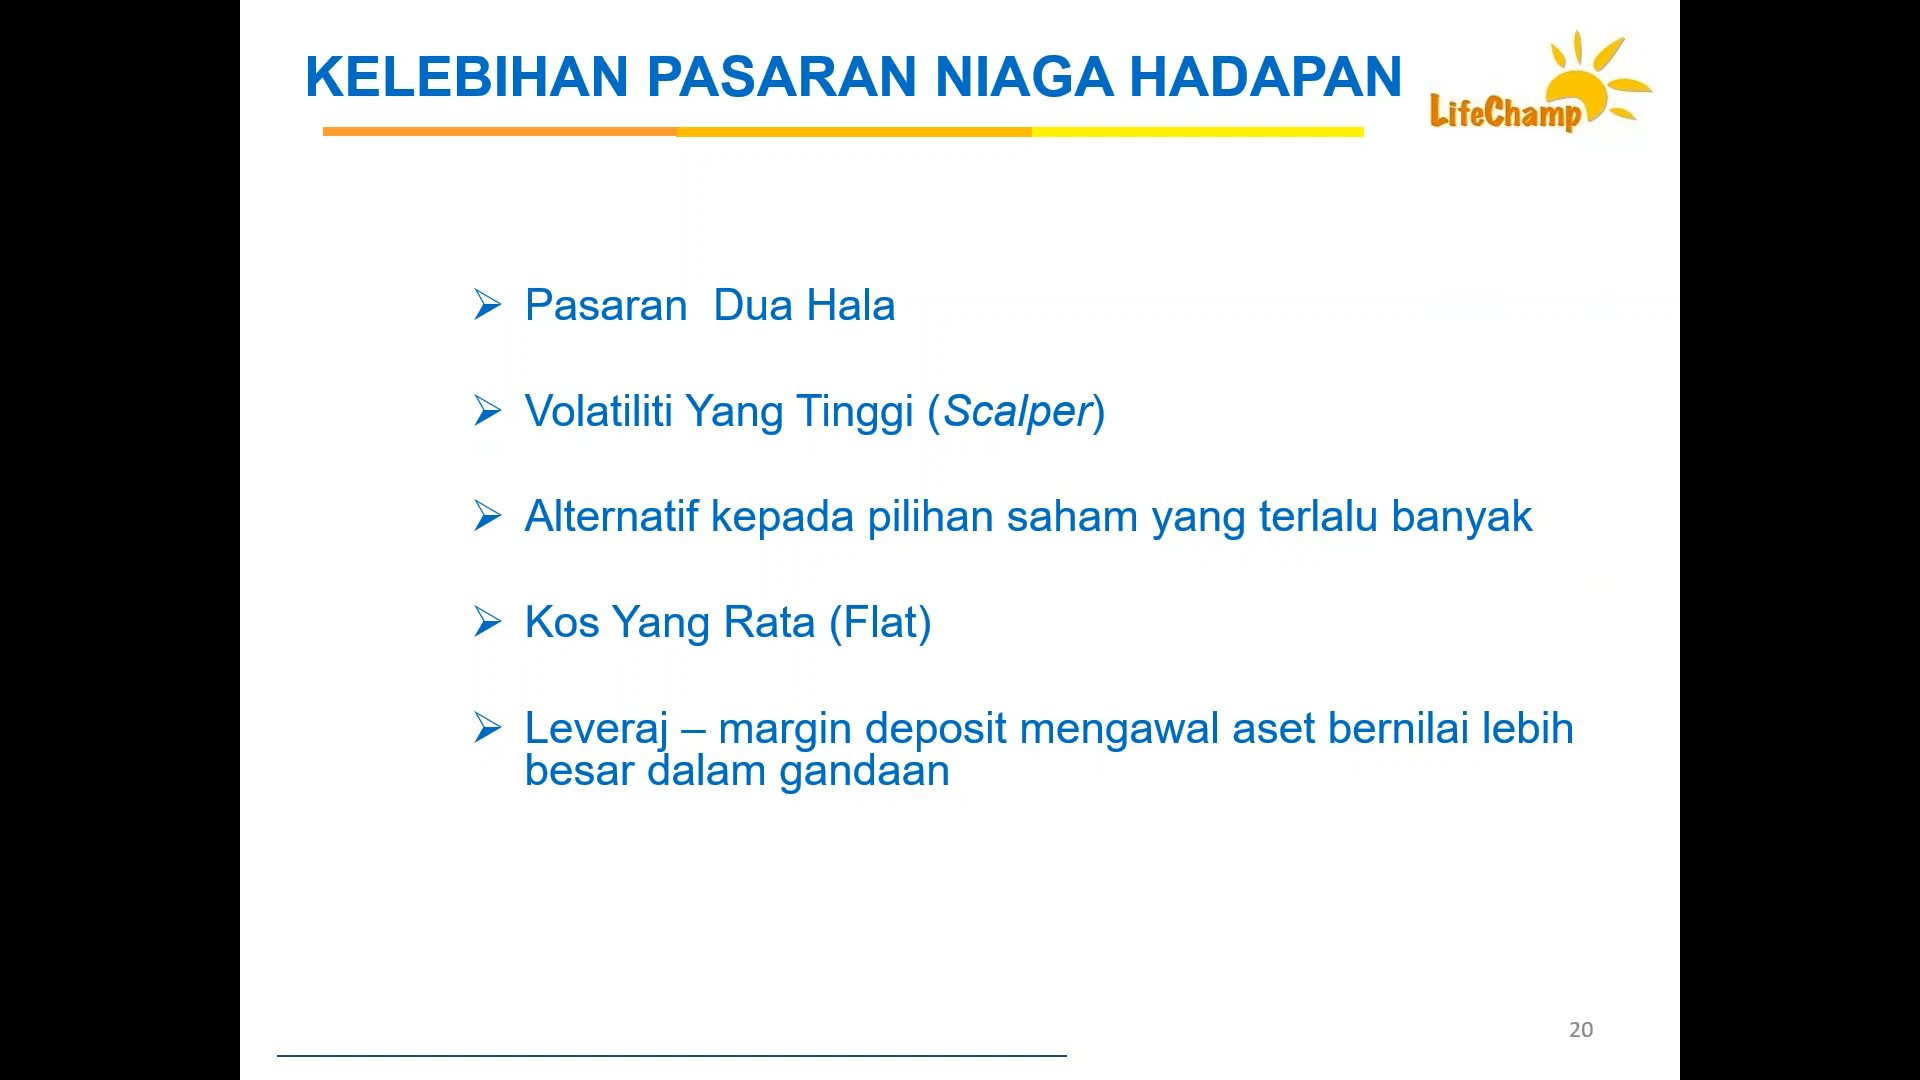 KELEBIHAN PASARAN NIAGA HADAPAN
LifeChamp
➢ Pasaran  Dua Hala
➢ Volatiliti Yang Tinggi (Scalper)
➢ Alternatif kepada pilihan saham yang terlalu banyak
➢ Kos Yang Rata (Flat)
➢ Leveraj – margin deposit mengawal aset bernilai lebih
besar dalam gandaan
20